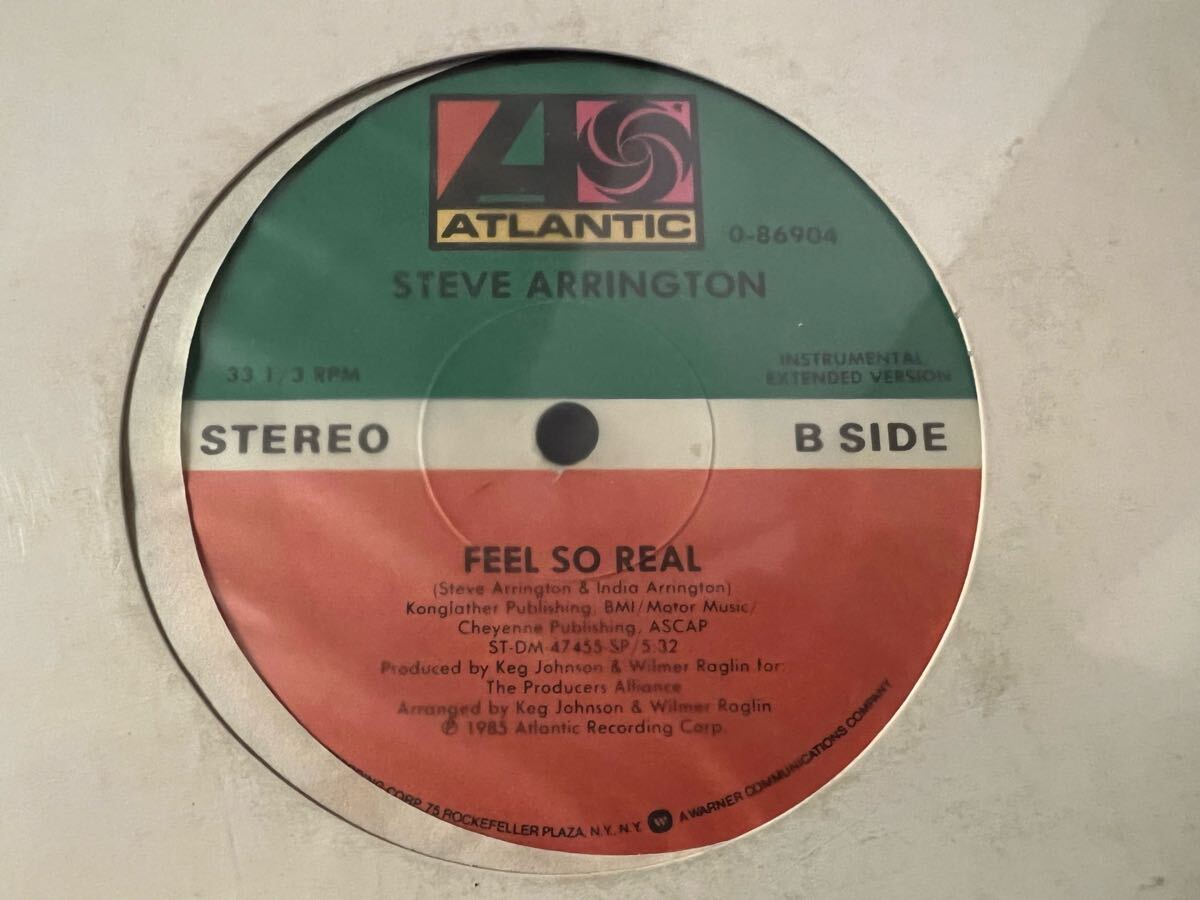 ATLANTIC
0-86904
STEVE ARRINGTON
33 1/3 RPM
INSTRUMENTAL
EXTENDED VERSION
STEREO
B SIDE
FEEL SO REAL
(Steve Arrington & India Arrington)
Konglather Publishing, BMI/Motor Music/
Cheyenne Publishing, ASCAP
ST-DM-47455-SP/5:32
Produced by Keg Johnson & Wilmer Raglin for
The Producers Alliance
Arranged by Keg Johnson & Wilmer Raglin
℗ 1985 Atlantic Recording Corp.
CORP. 75 ROCKEFELLER PLAZA, N.Y., N.Y. W A WARNER COMMUNICATIONS COMPANY